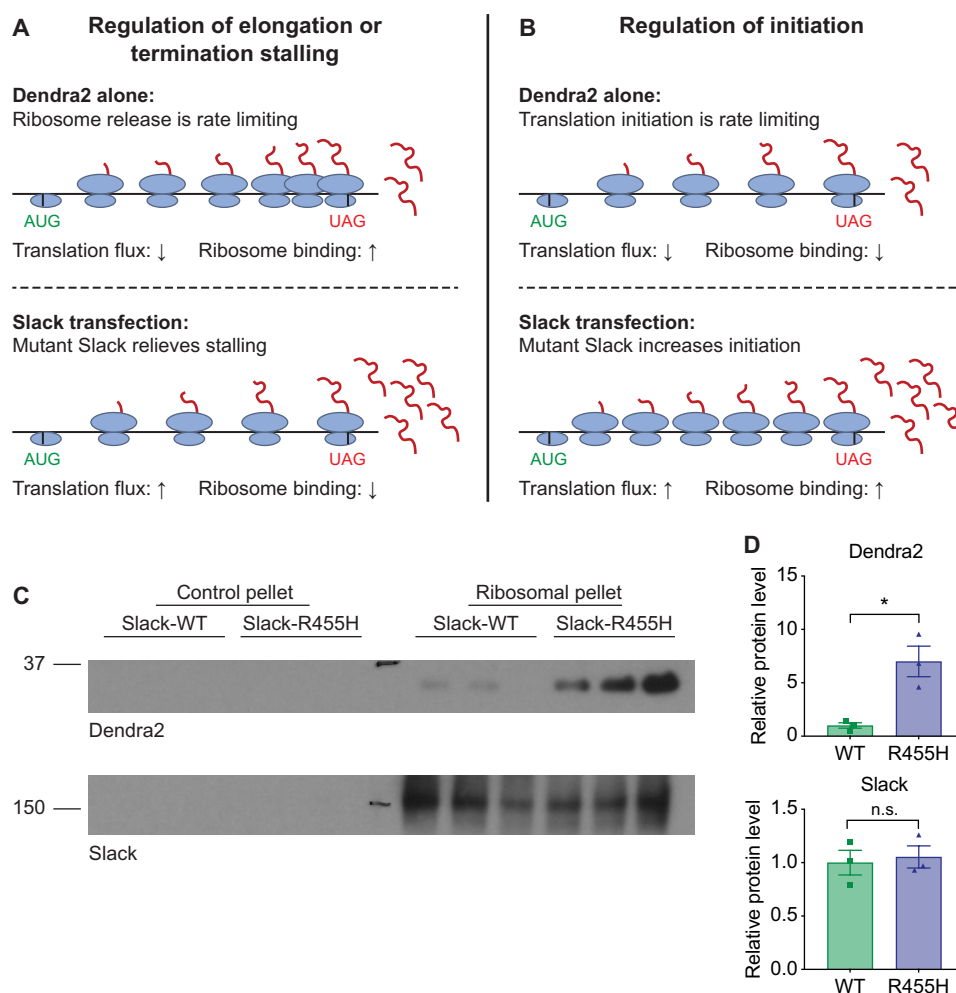 A
Regulation of elongation or
termination stalling
Dendra2 alone:
Ribosome release is rate limiting
AUG
UAG
Translation flux: ↓ Ribosome binding: ↑
Slack transfection:
Mutant Slack relieves stalling
AUG
UAG
Translation flux: ↑ Ribosome binding: ↓
B
Regulation of initiation
Dendra2 alone:
Translation initiation is rate limiting
AUG
UAG
Translation flux: ↓ Ribosome binding: ↓
Slack transfection:
Mutant Slack increases initiation
AUG
UAG
Translation flux: ↑ Ribosome binding: ↑
C
Control pellet
Ribosomal pellet
Slack-WT
Slack-R455H
Slack-WT
Slack-R455H
37
Dendra2
150
Slack
D
Dendra2
Relative protein level
15
10
5
0
*
WT
R455H
Slack
Relative protein level
1.5
1.0
0.5
0.0
n.s.
WT
R455H